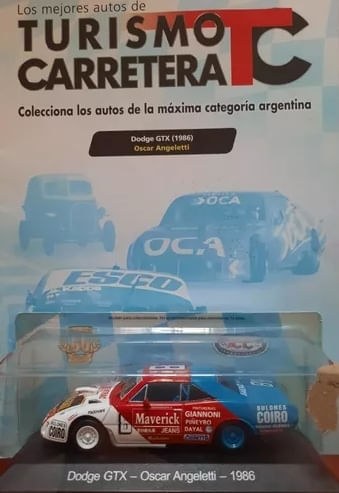 Los mejores autos de
TURISMO
CARRETERA
TC
Colecciona los autos de la máxima categoría argentina
Dodge GTX (1986)
Oscar Angeletti
OCA
OCA
ESCO
Maverick
JEANS
GIANNONI
PIÑEYRO
DAYAL
BULONES
COIRO
COIRO
Dodge GTX – Oscar Angeletti – 1986